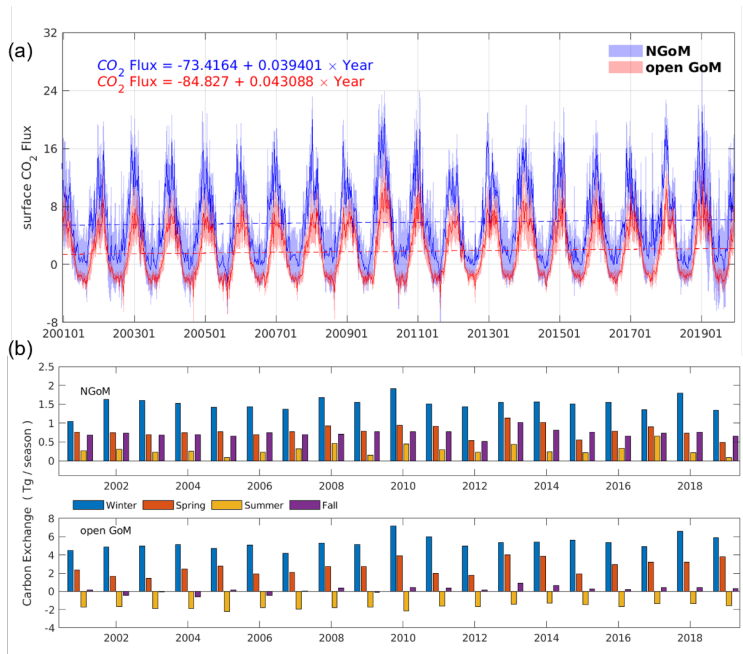 (a)
CO2 Flux = -73.4164 + 0.039401 × Year
CO2 Flux = -84.827 + 0.043088 × Year
NGoM
open GoM
surface CO2 Flux
32
24
16
8
0
-8
200101 200301 200501 200701 200901 201101 201301 201501 201701 201901
(b)
NGoM
2.5
2
1.5
1
0.5
0
2002 2004 2006 2008 2010 2012 2014 2016 2018
Winter Spring Summer Fall
Carbon Exchange ( Tg / season )
open GoM
8
6
4
2
0
-2
-4
2002 2004 2006 2008 2010 2012 2014 2016 2018